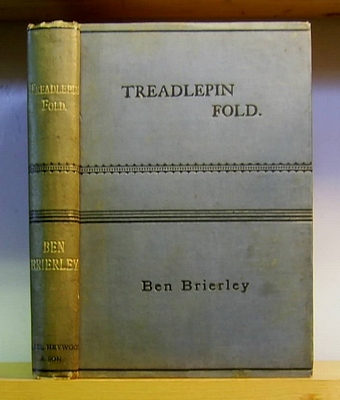 TREADLEPIN
FOLD.
BEN
BRIERLEY
HEYWOOD
& SON.
TREADLEPIN
FOLD.
Ben Brierley